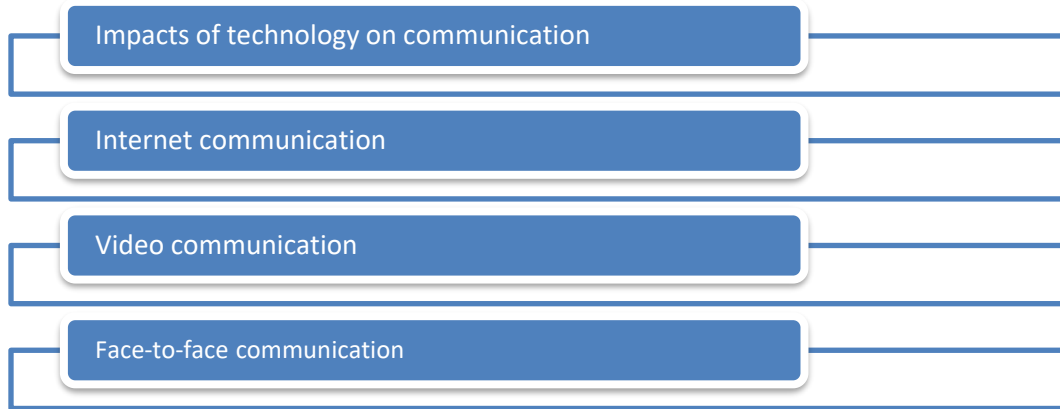 Impacts of technology on communication
Internet communication
Video communication
Face-to-face communication